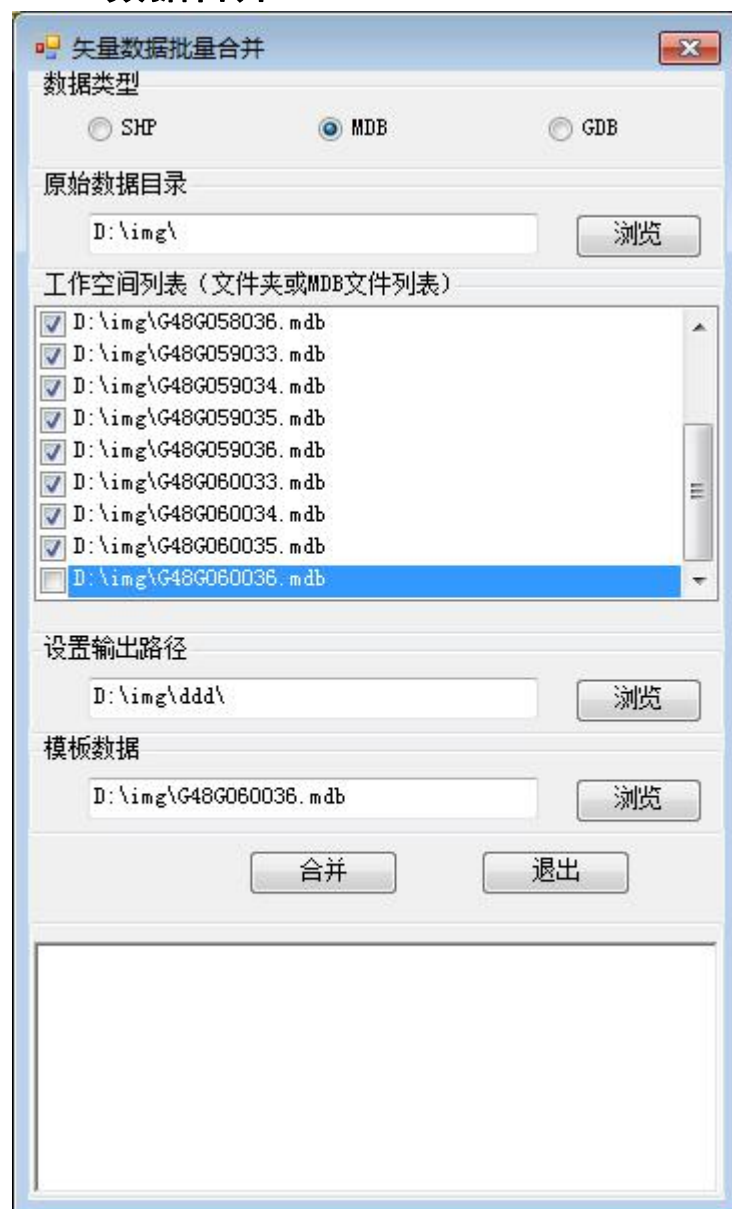 矢量数据批量合并
数据类型
SHP MDB GDB
原始数据目录
D:\img\ 浏览
工作空间列表（文件夹或MDB文件列表）
D:\img\G48G058036.mdb
D:\img\G48G059033.mdb
D:\img\G48G059034.mdb
D:\img\G48G059035.mdb
D:\img\G48G059036.mdb
D:\img\G48G060033.mdb
D:\img\G48G060034.mdb
D:\img\G48G060035.mdb
D:\img\G48G060036.mdb
设置输出路径
D:\img\ddd\ 浏览
模板数据
D:\img\G48G060036.mdb 浏览
合并 退出